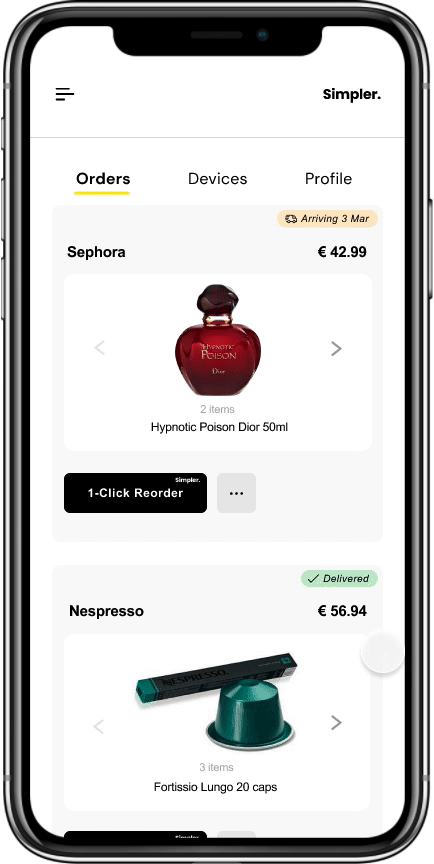 Simpler.
Orders Devices Profile
Arriving 3 Mar
Sephora € 42.99
HYPNOTIC
POISON
Dior
2 items
Hypnotic Poison Dior 50ml
Simpler.
1-Click Reorder
...
Delivered
Nespresso € 56.94
NESPRESSO.
3 items
Fortissio Lungo 20 caps